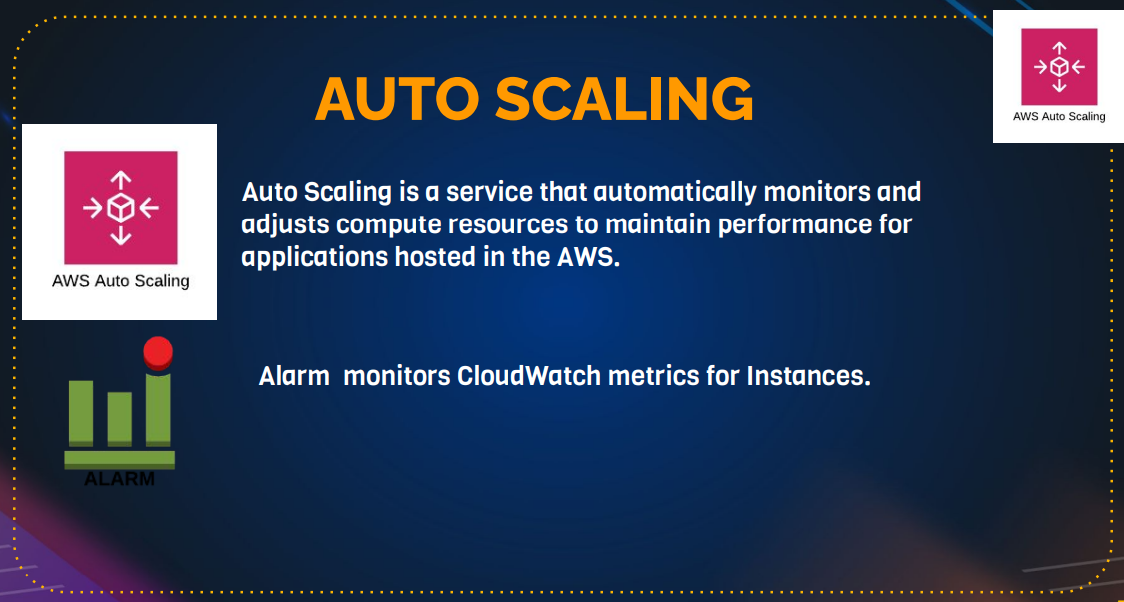 AUTO SCALING
AWS Auto Scaling
AWS Auto Scaling
Auto Scaling is a service that automatically monitors and
adjusts compute resources to maintain performance for
applications hosted in the AWS.
Alarm  monitors CloudWatch metrics for Instances.
ALARM